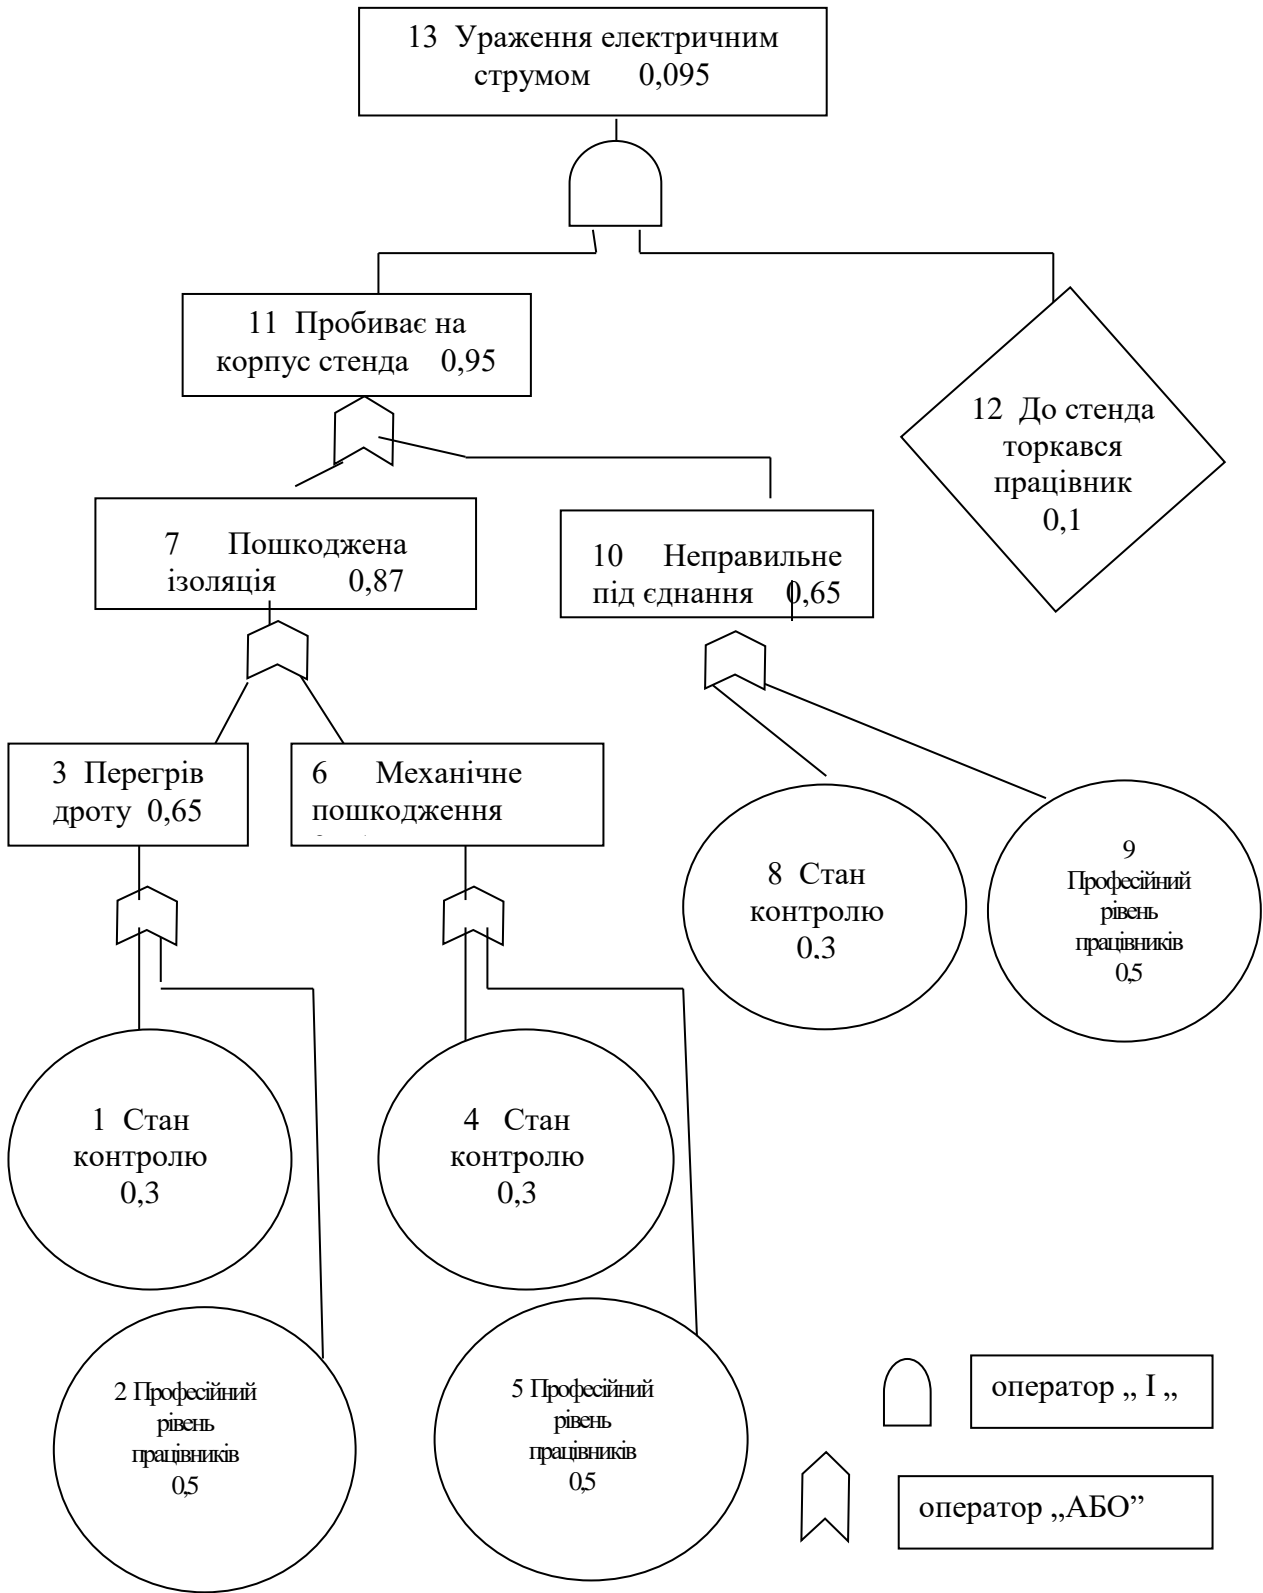 13 Ураження електричним
струмом 0,095
11 Пробиває на
корпус стенда 0,95
12 До стенда
торкався
працівник
0,1
7 Пошкоджена
ізоляція 0,87
10 Неправильне
під єднання 0,65
3 Перегрів
дроту 0,65
6 Механічне
пошкодження
8 Стан
контролю
0,3
9
Професійний
рівень
працівників
0,5
1 Стан
контролю
0,3
4 Стан
контролю
0,3
2 Професійний
рівень
працівників
0,5
5 Професійний
рівень
працівників
0,5
оператор „ І „
оператор „АБО”